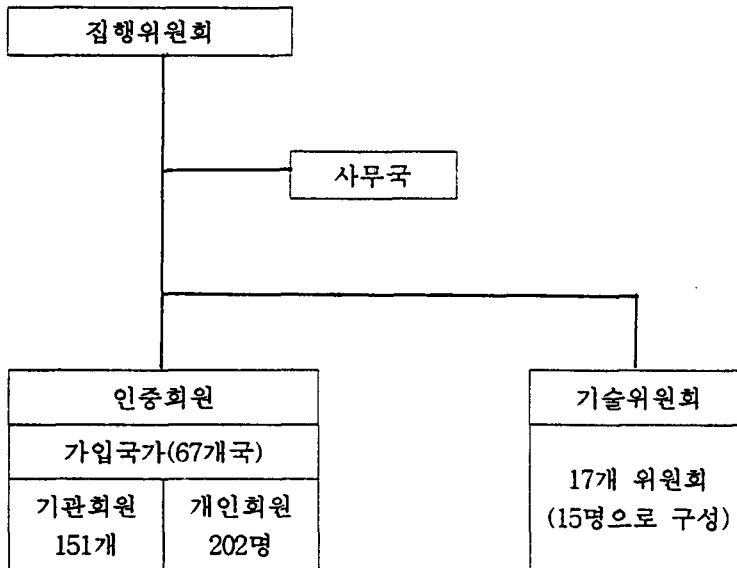 집행위원회
사무국
인중회원
가입국가(67개국)
기관회원
151개
개인회원
202명
기술위원회
17개 위원회
(15명으로 구성)